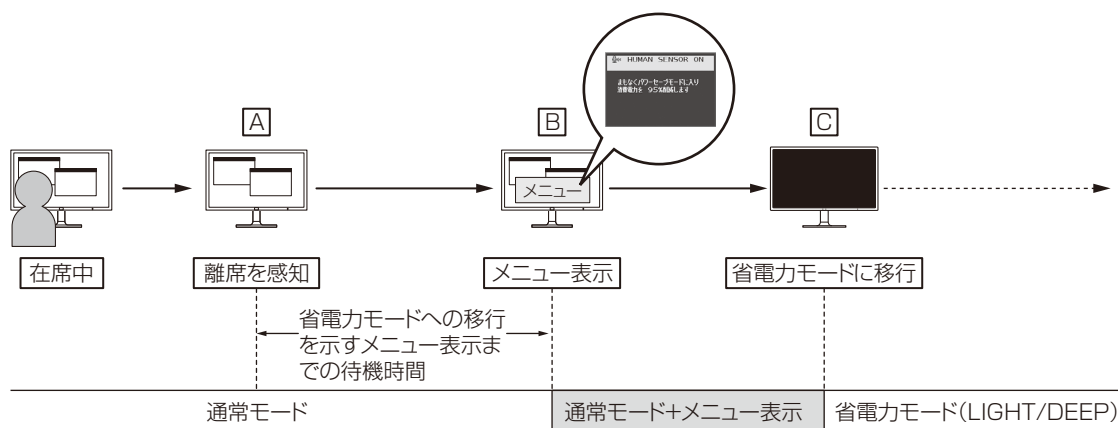 HUMAN SENSOR ON
まもなくパワーセーブモードに入り
消費電力を 95%削減します
A
B
C
メニュー
在席中
離席を感知
メニュー表示
省電力モードに移行
省電力モードへの移行
を示すメニュー表示ま
での待機時間
通常モード
通常モード+メニュー表示
省電力モード(LIGHT/DEEP)